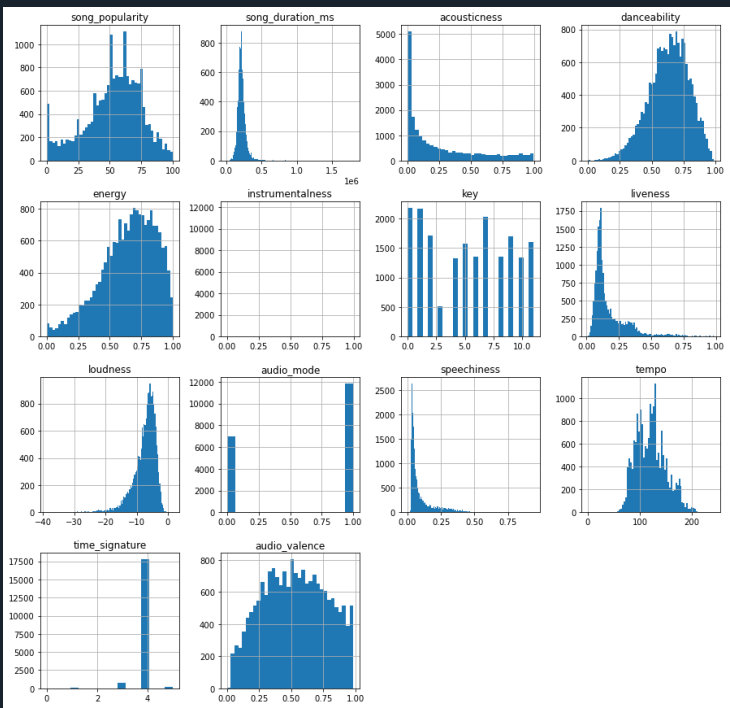 song_popularity song_duration_ms acousticness danceability
1000 800 600 400 200 0
0 25 50 75 100
800 600 400 200 0
0.0 0.5 1.0 1.5
1e6
5000 4000 3000 2000 1000 0
0.00 0.25 0.50 0.75 1.00
800 600 400 200 0
0.00 0.25 0.50 0.75 1.00
energy instrumentalness key liveness
800 600 400 200 0
0.00 0.25 0.50 0.75 1.00
12000 10000 8000 6000 4000 2000 0
0.00 0.25 0.50 0.75 1.00
2000 1500 1000 500 0
0.0 2.5 5.0 7.5 10.0
1750 1500 1250 1000 750 500 250 0
0.00 0.25 0.50 0.75 1.00
loudness audio_mode speechiness tempo
800 600 400 200 0
−40 −30 −20 −10 0
12000 10000 8000 6000 4000 2000 0
0.00 0.25 0.50 0.75 1.00
2500 2000 1500 1000 500 0
0.00 0.25 0.50 0.75
1000 800 600 400 200 0
0 100 200
time_signature audio_valence
17500 15000 12500 10000 7500 5000 2500 0
0 2 4
800 600 400 200 0
0.00 0.25 0.50 0.75 1.00